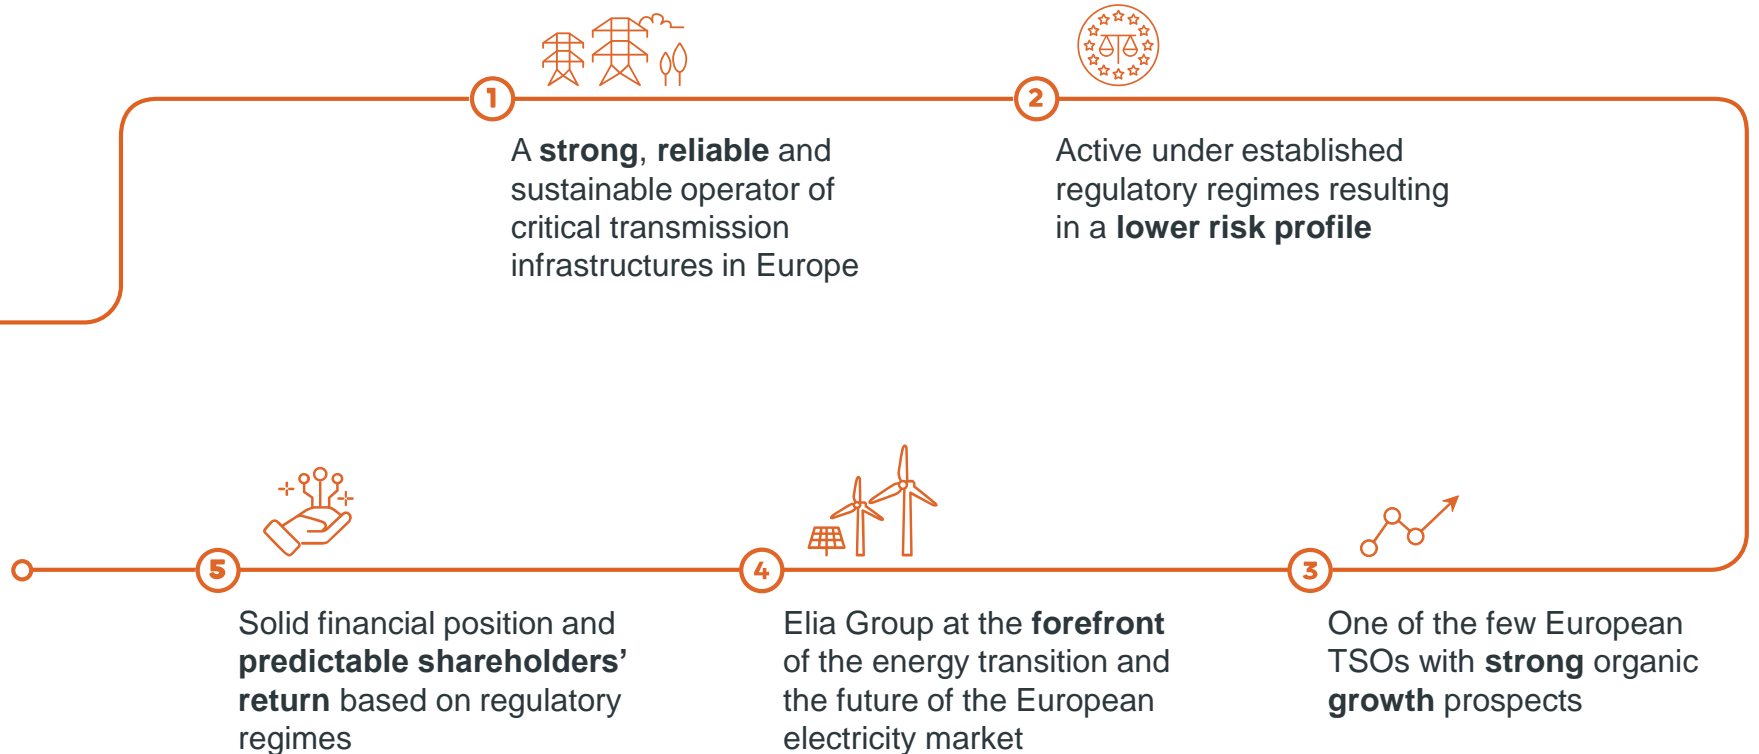 1
A strong, reliable and
sustainable operator of
critical transmission
infrastructures in Europe
2
Active under established
regulatory regimes resulting
in a lower risk profile
3
One of the few European
TSOs with strong organic
growth prospects
4
Elia Group at the forefront
of the energy transition and
the future of the European
electricity market
5
Solid financial position and
predictable shareholders’
return based on regulatory
regimes